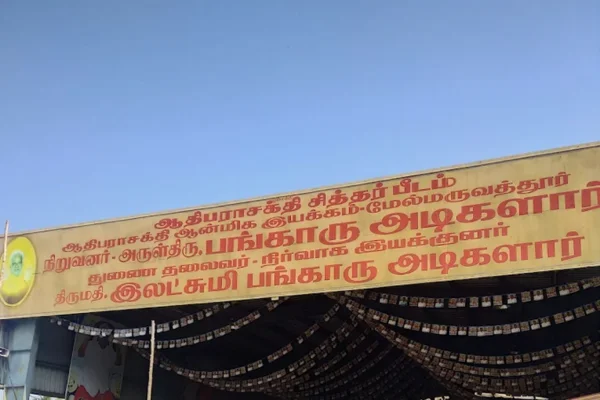 ஆதிபராசக்தி சித்தர் பீடம்
ஆதிபராசக்தி ஆன்மிக இயக்கம்-மேல்மருவத்தூர்
நிறுவனர்- அருள்திரு. பங்காரு அடிகளார்
துணை தலைவர் - நிர்வாக இயக்குனர்
திருமதி. இலட்சுமி பங்காரு அடிகளார்